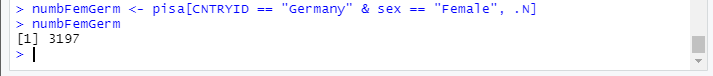 > numbFemGerm <- pisa[CNTRYID == "Germany" & sex == "Female", .N]
> numbFemGerm
[1] 3197
>